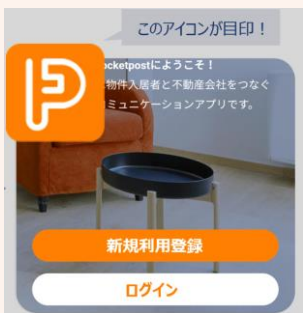 このアイコンが目印！
ocketpostにようこそ！
物件入居者と不動産会社をつなぐ
ミュニケーションアプリです。
新規利用登録
ログイン